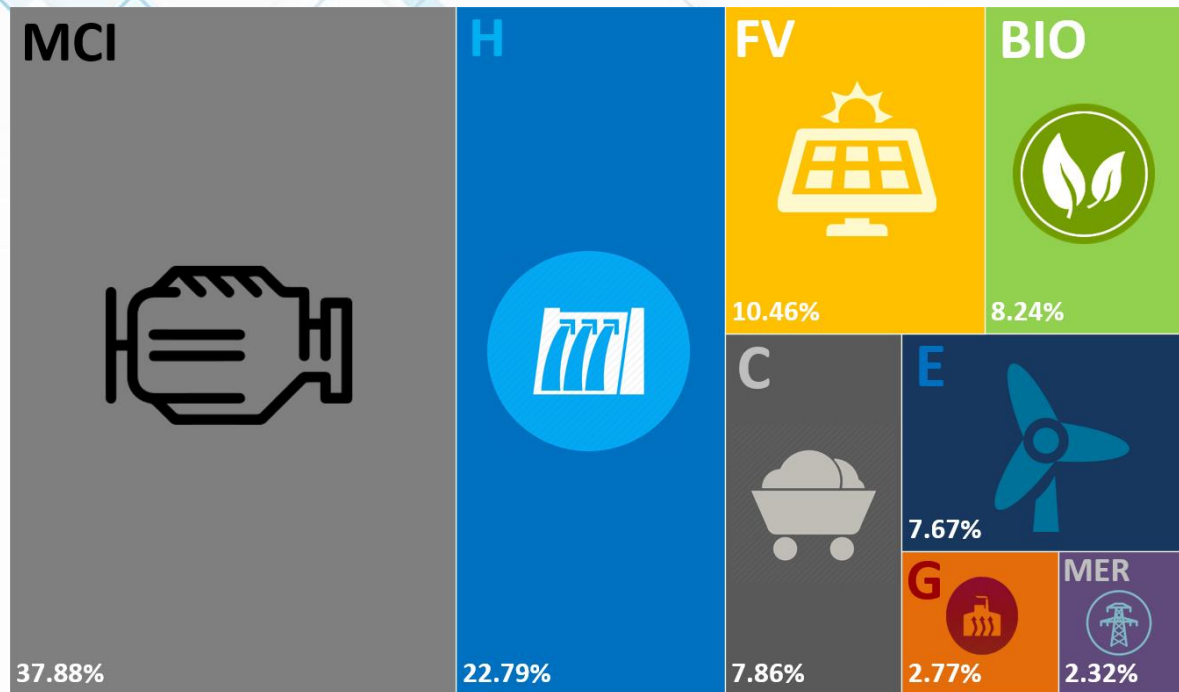 MCI
37.88%
H
22.79%
FV
10.46%
BIO
8.24%
C
7.86%
E
7.67%
G
2.77%
MER
2.32%